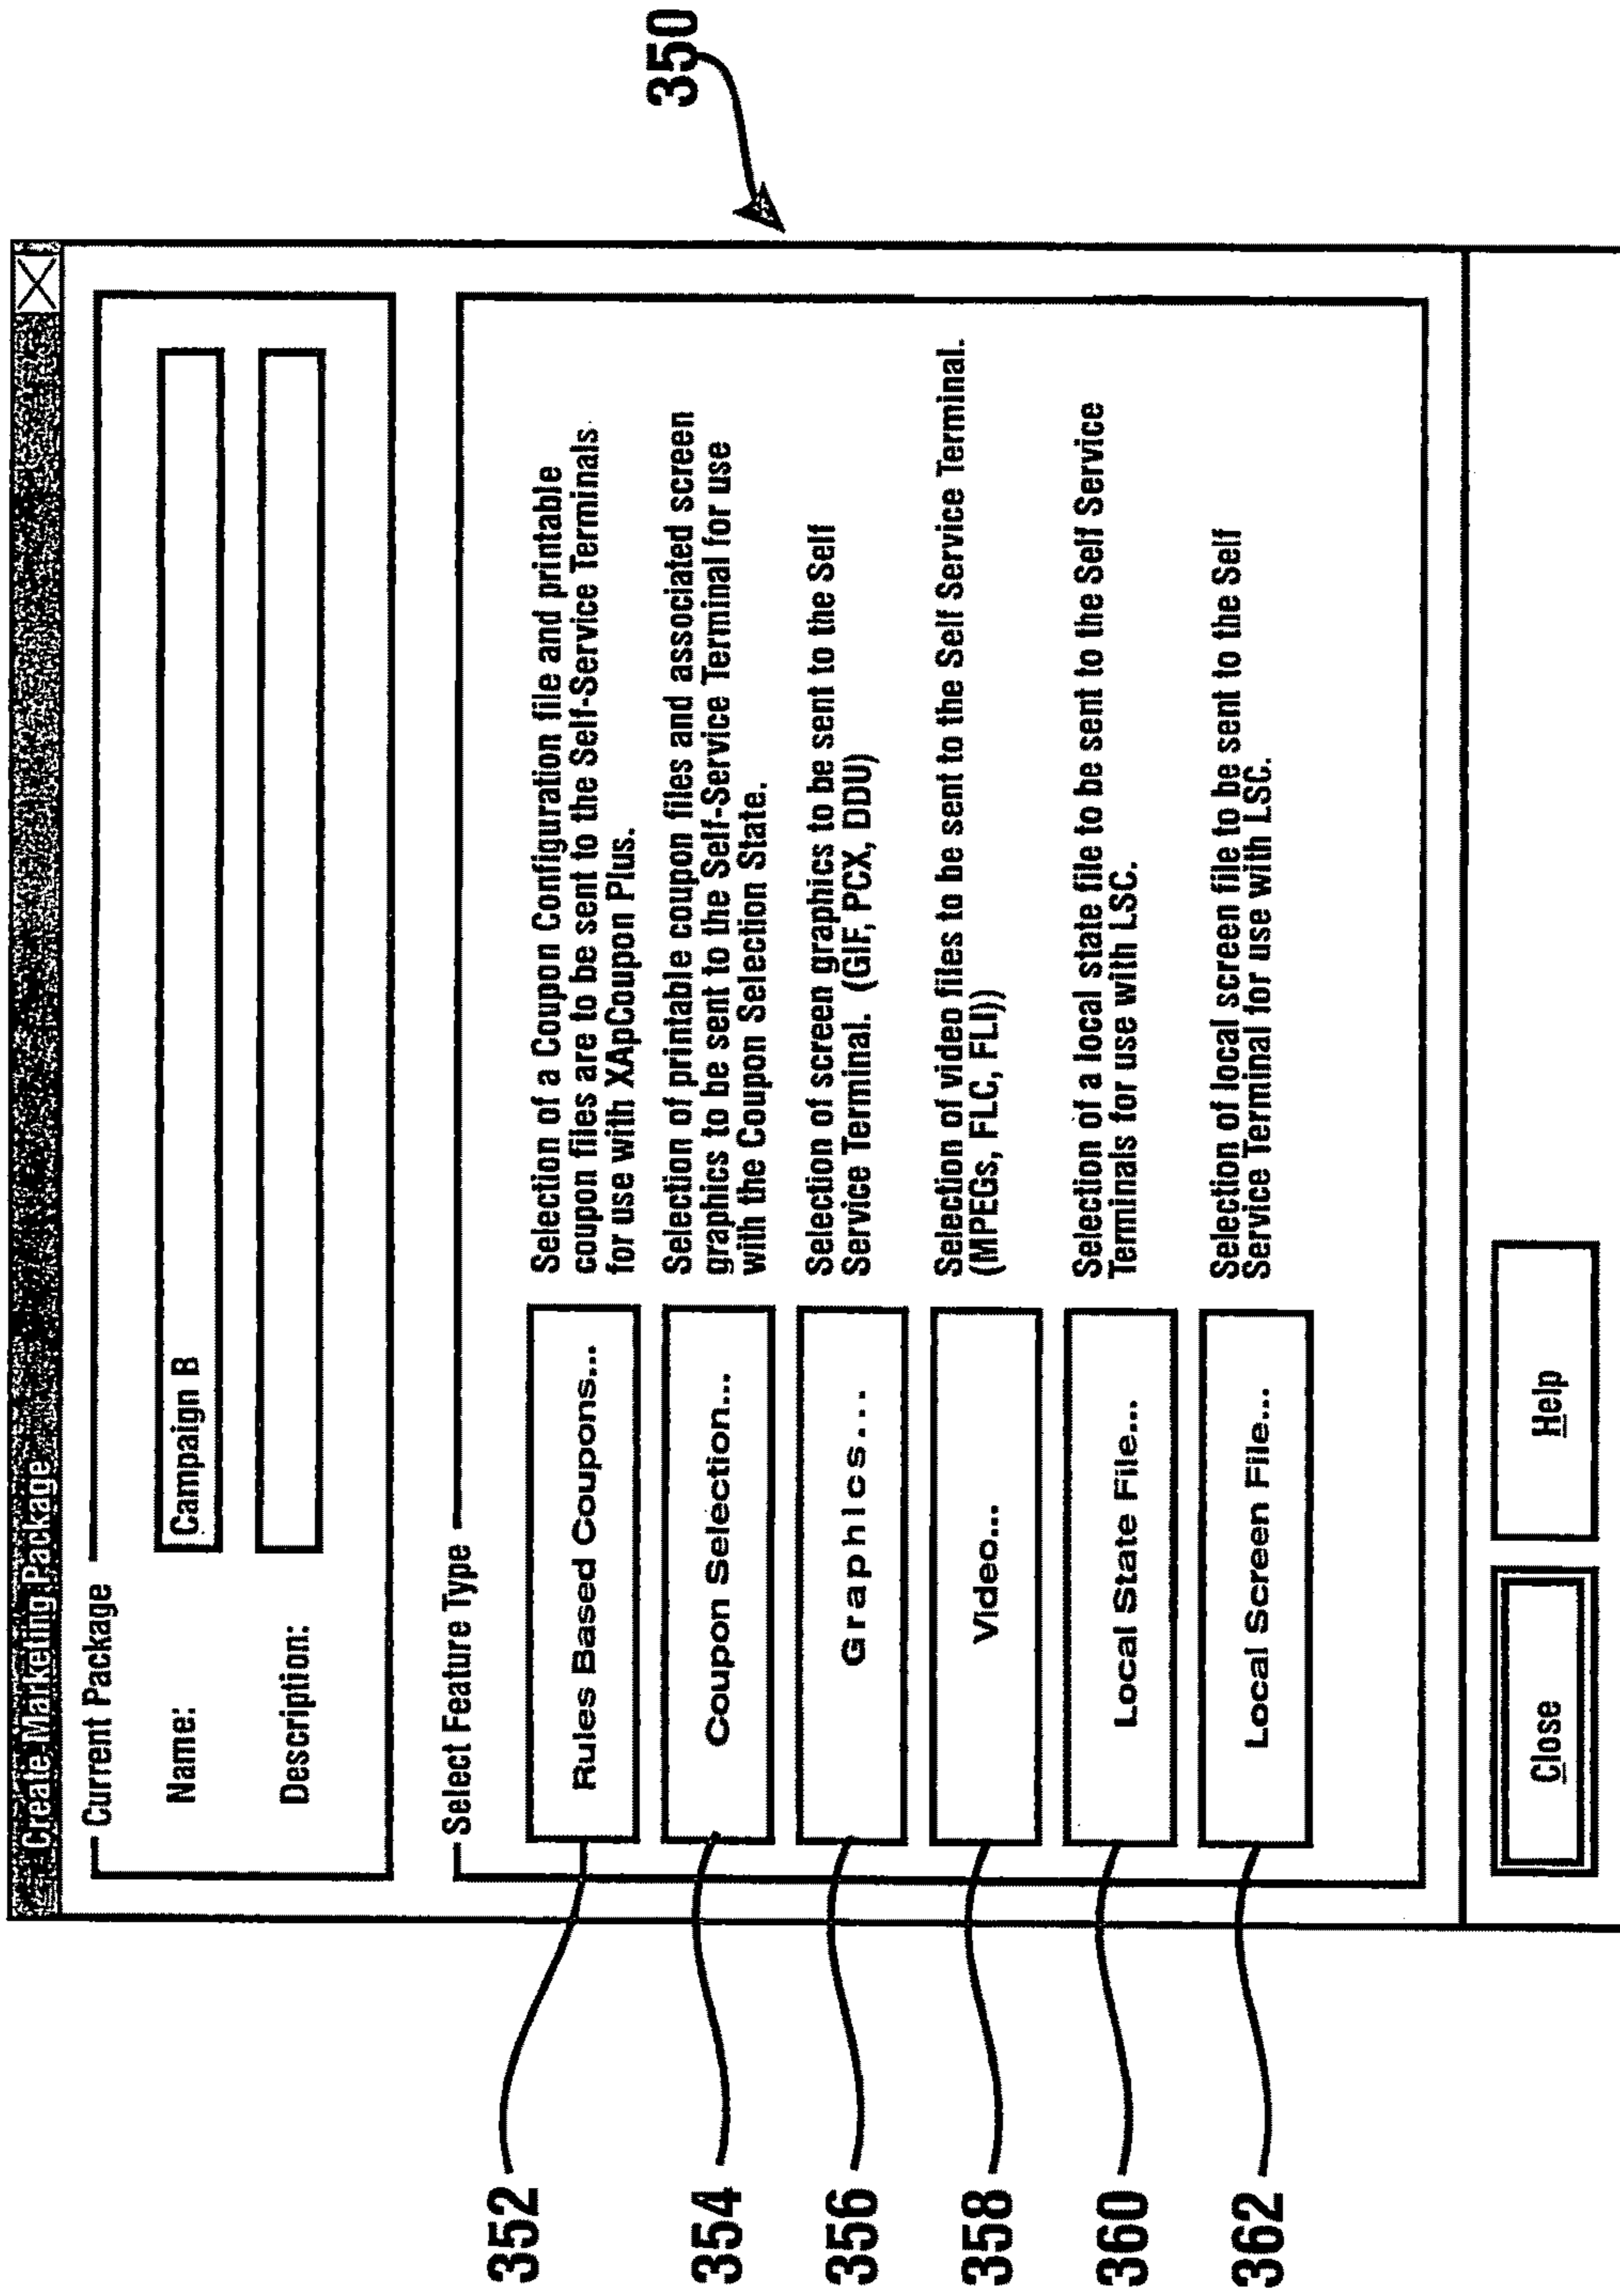 Create Marketing Package
Current Package
Name:
Campaign B
Description:
350
Select Feature Type
352
Rules Based Coupons...
Selection of a Coupon Configuration file and printable
coupon files are to be sent to the Self-Service Terminals
for use with XApCoupon Plus.
354
Coupon Selection...
Selection of printable coupon files and associated screen
graphics to be sent to the Self-Service Terminal for use
with the Coupon Selection State.
356
Graphics...
Selection of screen graphics to be sent to the Self
Service Terminal. (GIF, PCX, DDU)
358
Video...
Selection of video files to be sent to the Self Service Terminal.
(MPEGs, FLC, FLI))
360
Local State File...
Selection of a local state file to be sent to the Self Service
Terminals for use with LSC.
362
Local Screen File...
Selection of local screen file to be sent to the Self
Service Terminal for use with LSC.
Close
Help